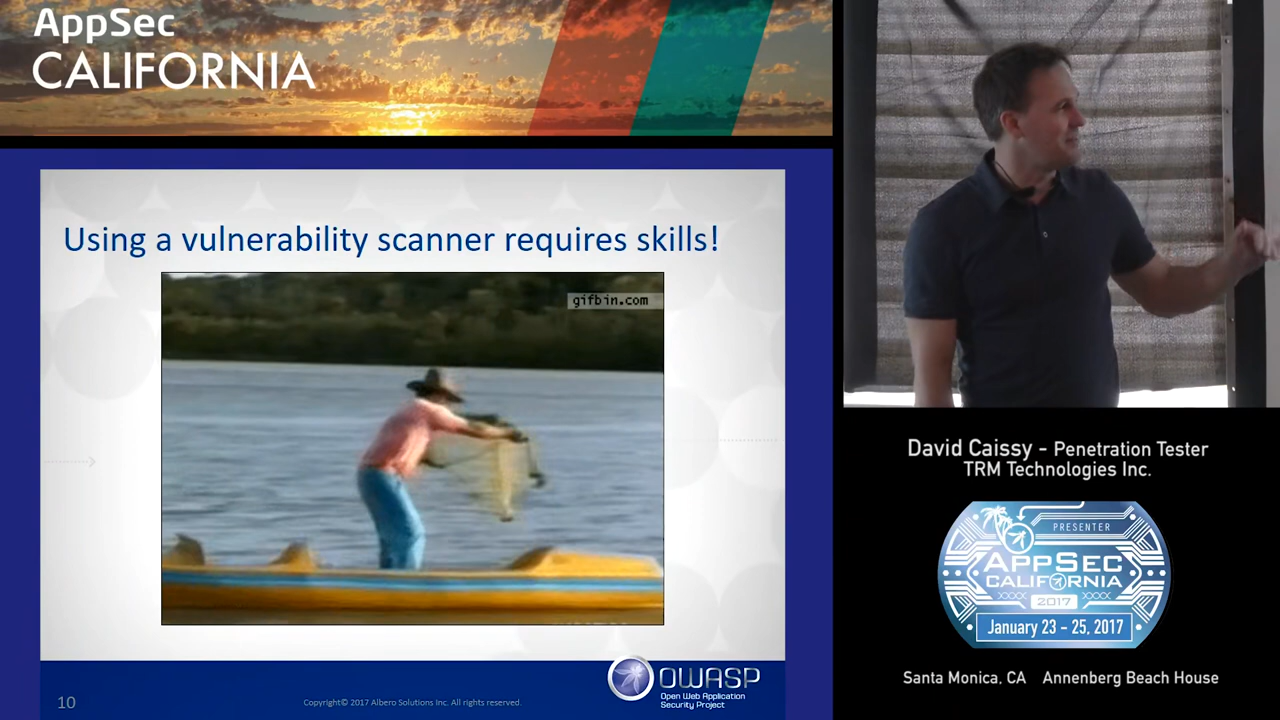 AppSec
CALIFORNIA
Using a vulnerability scanner requires skills!
gifbin.com
10
Copyright© 2017 Albero Solutions Inc. All rights reserved.
OWASP
Open Web Application
Security Project
David Caissy - Penetration Tester
TRM Technologies Inc.
PRESENTER
APPSEC
CALIFORNIA
2017
January 23 - 25, 2017
Santa Monica, CA Annenberg Beach House